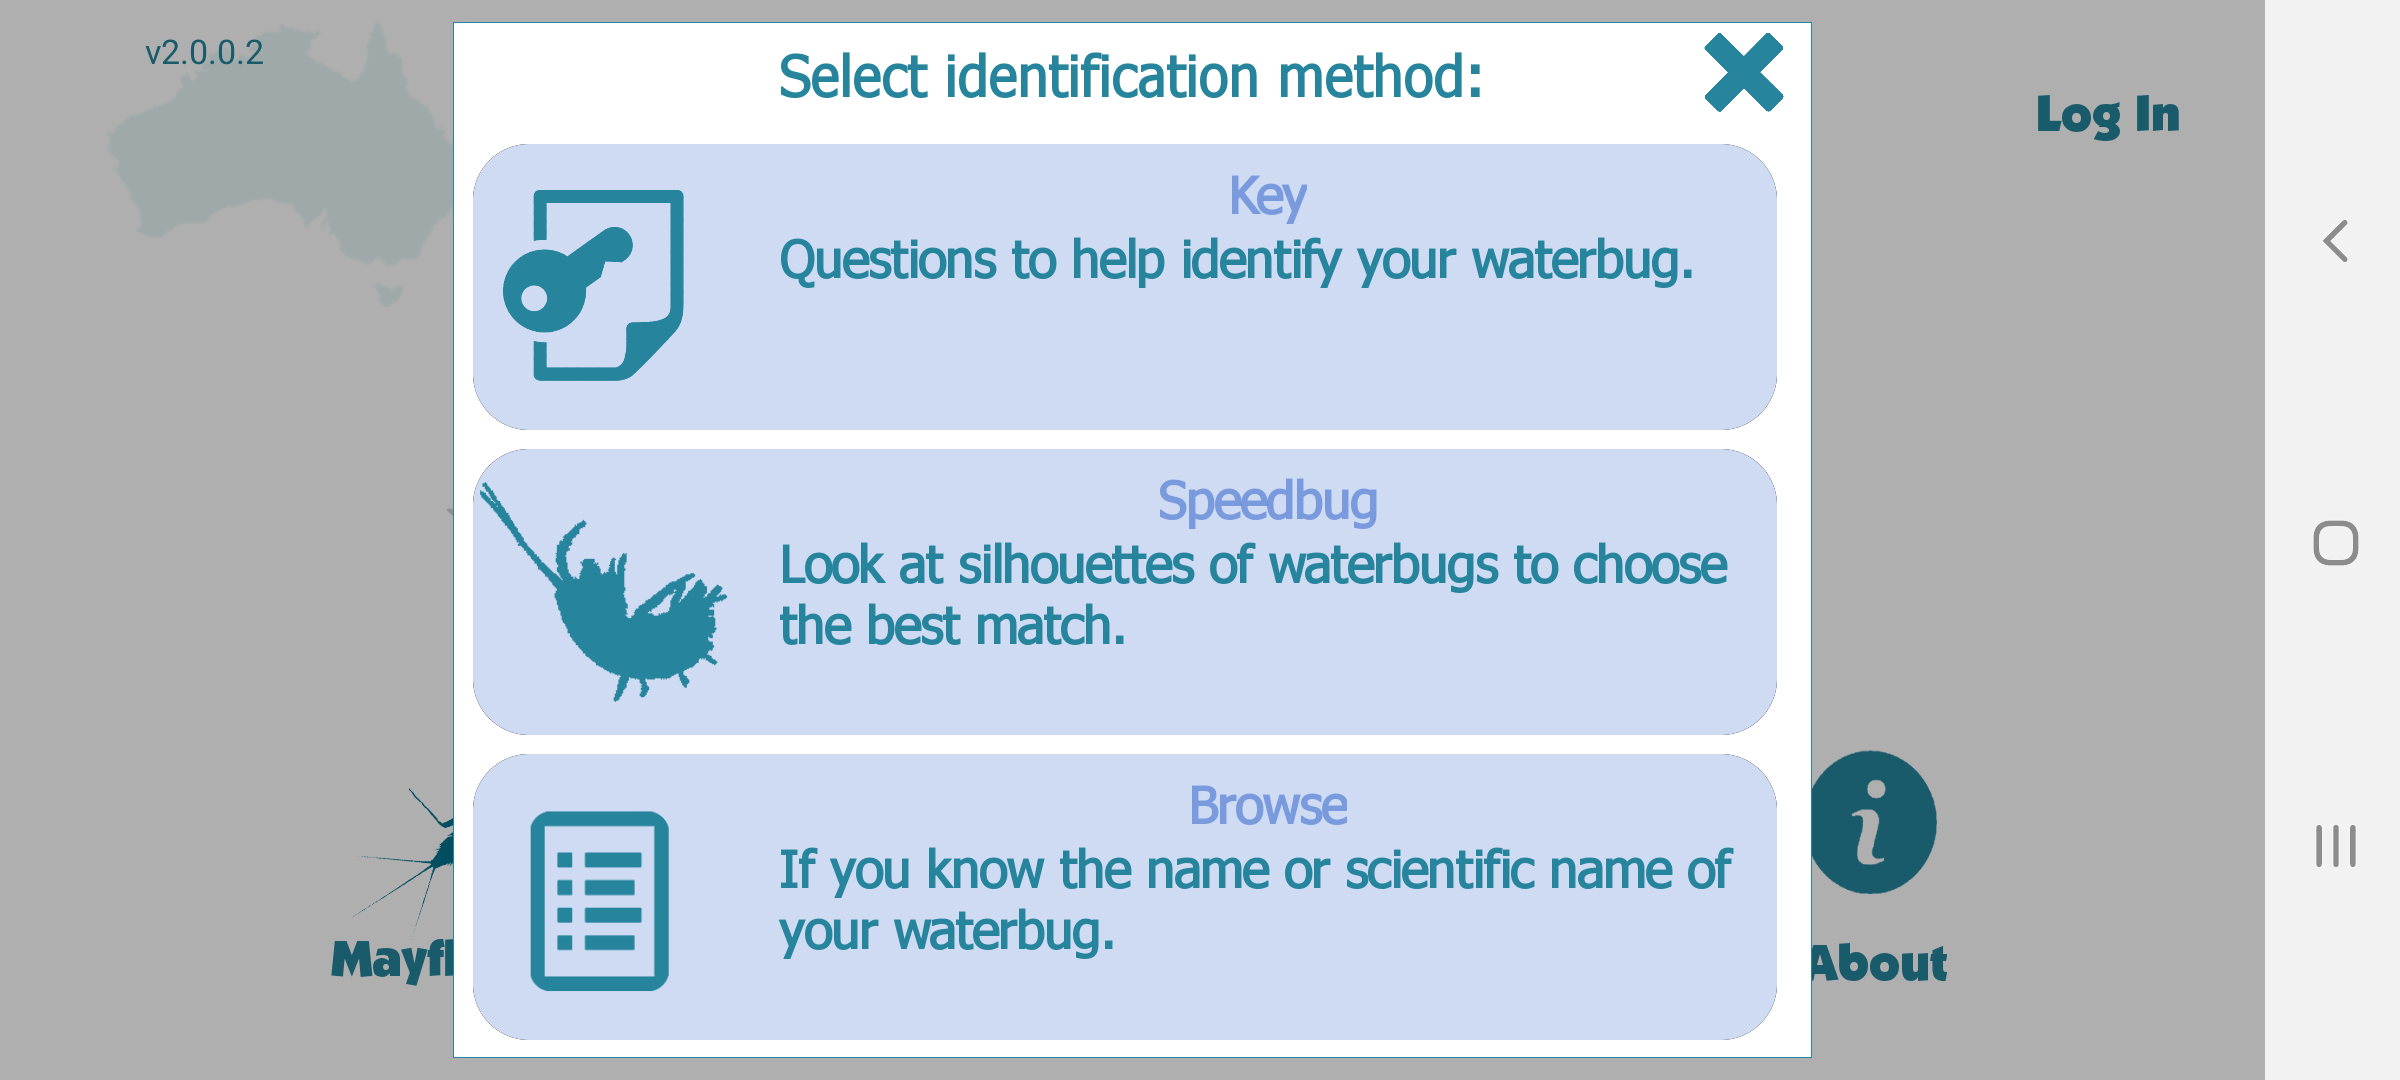 v2.0.0.2
Select identification method:
Log In
Key
Questions to help identify your waterbug.
Speedbug
Look at silhouettes of waterbugs to choose
the best match.
Browse
If you know the name or scientific name of
your waterbug.
About